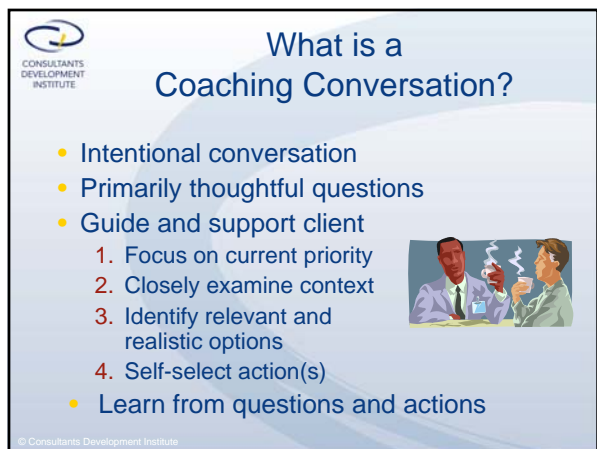 CONSULTANTS
DEVELOPMENT
INSTITUTE
What is a
Coaching Conversation?
• Intentional conversation
• Primarily thoughtful questions
• Guide and support client
1. Focus on current priority
2. Closely examine context
3. Identify relevant and
realistic options
4. Self-select action(s)
• Learn from questions and actions
© Consultants Development Institute